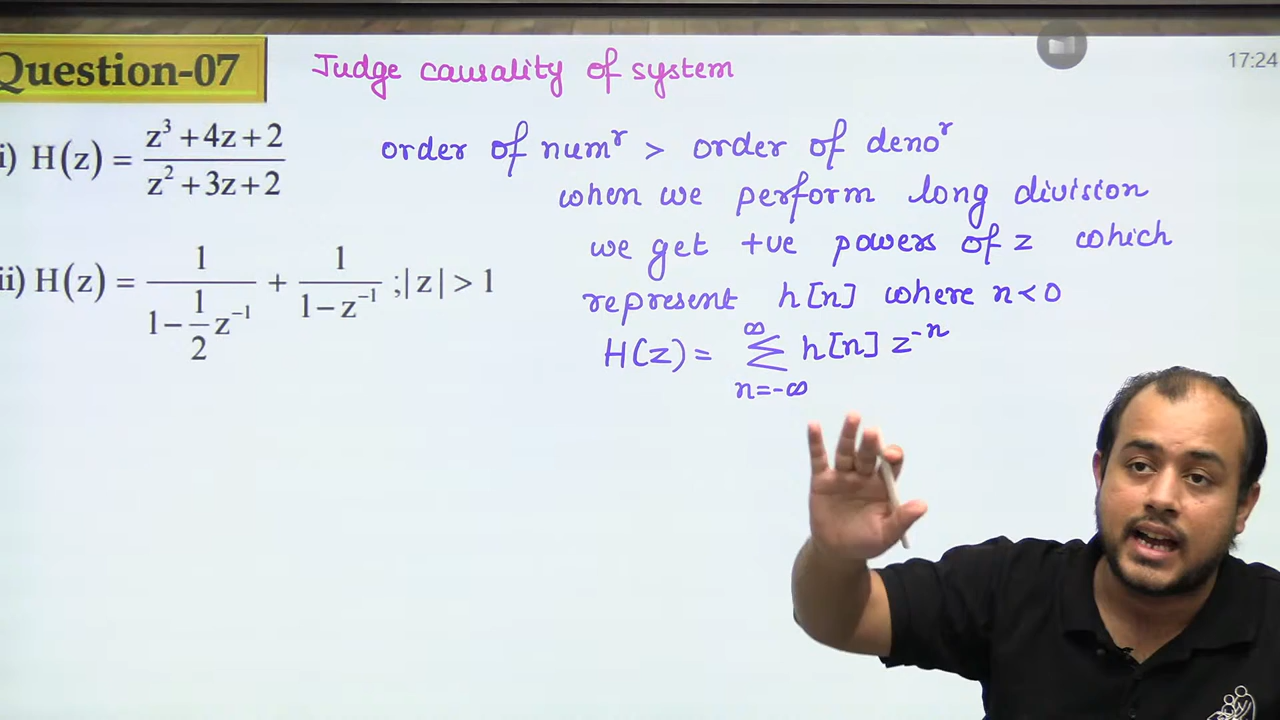 Question-07
Judge causality of system
17:24
i) H(z) = (z³ + 4z + 2) / (z² + 3z + 2)
order of numʳ > order of denoʳ
when we perform long division
we get +ve powers of z which
represent h[n] where n < 0
ii) H(z) = 1 / (1 − (1/2)z⁻¹) + 1 / (1 − z⁻¹) ; |z| > 1
H(z) = ∑ₙ₌₋∞^∞ h[n] z⁻ⁿ